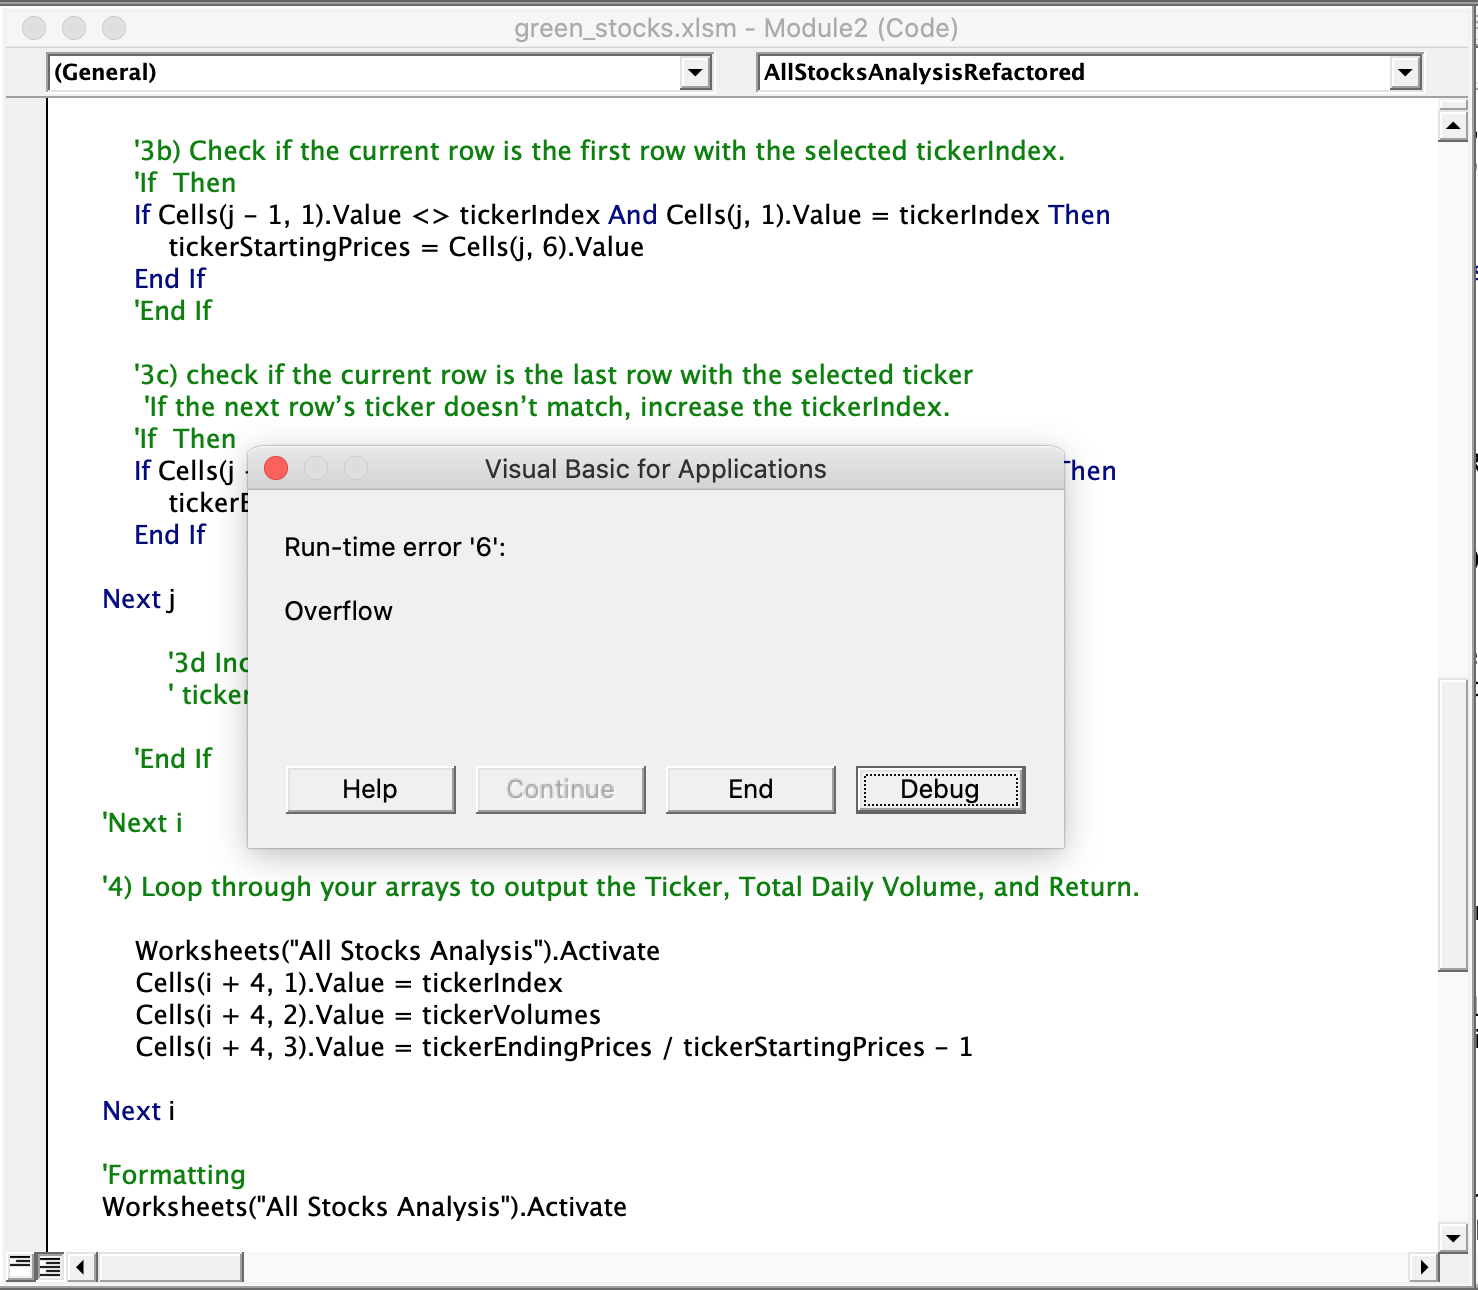 green_stocks.xlsm - Module2 (Code)
(General)
AllStocksAnalysisRefactored
'3b) Check if the current row is the first row with the selected tickerIndex.
'If  Then
If Cells(j - 1, 1).Value <> tickerIndex And Cells(j, 1).Value = tickerIndex Then
tickerStartingPrices = Cells(j, 6).Value
End If
'End If
'3c) check if the current row is the last row with the selected ticker
'If the next row’s ticker doesn’t match, increase the tickerIndex.
'If  Then
If Cells(j Then
End If
Next j
'3d
'
'End If
'Next i
Visual Basic for Applications
Run-time error '6':
Overflow
Help
Continue
End
Debug
'4) Loop through your arrays to output the Ticker, Total Daily Volume, and Return.
Worksheets("All Stocks Analysis").Activate
Cells(i + 4, 1).Value = tickerIndex
Cells(i + 4, 2).Value = tickerVolumes
Cells(i + 4, 3).Value = tickerEndingPrices / tickerStartingPrices - 1
Next i
'Formatting
Worksheets("All Stocks Analysis").Activate